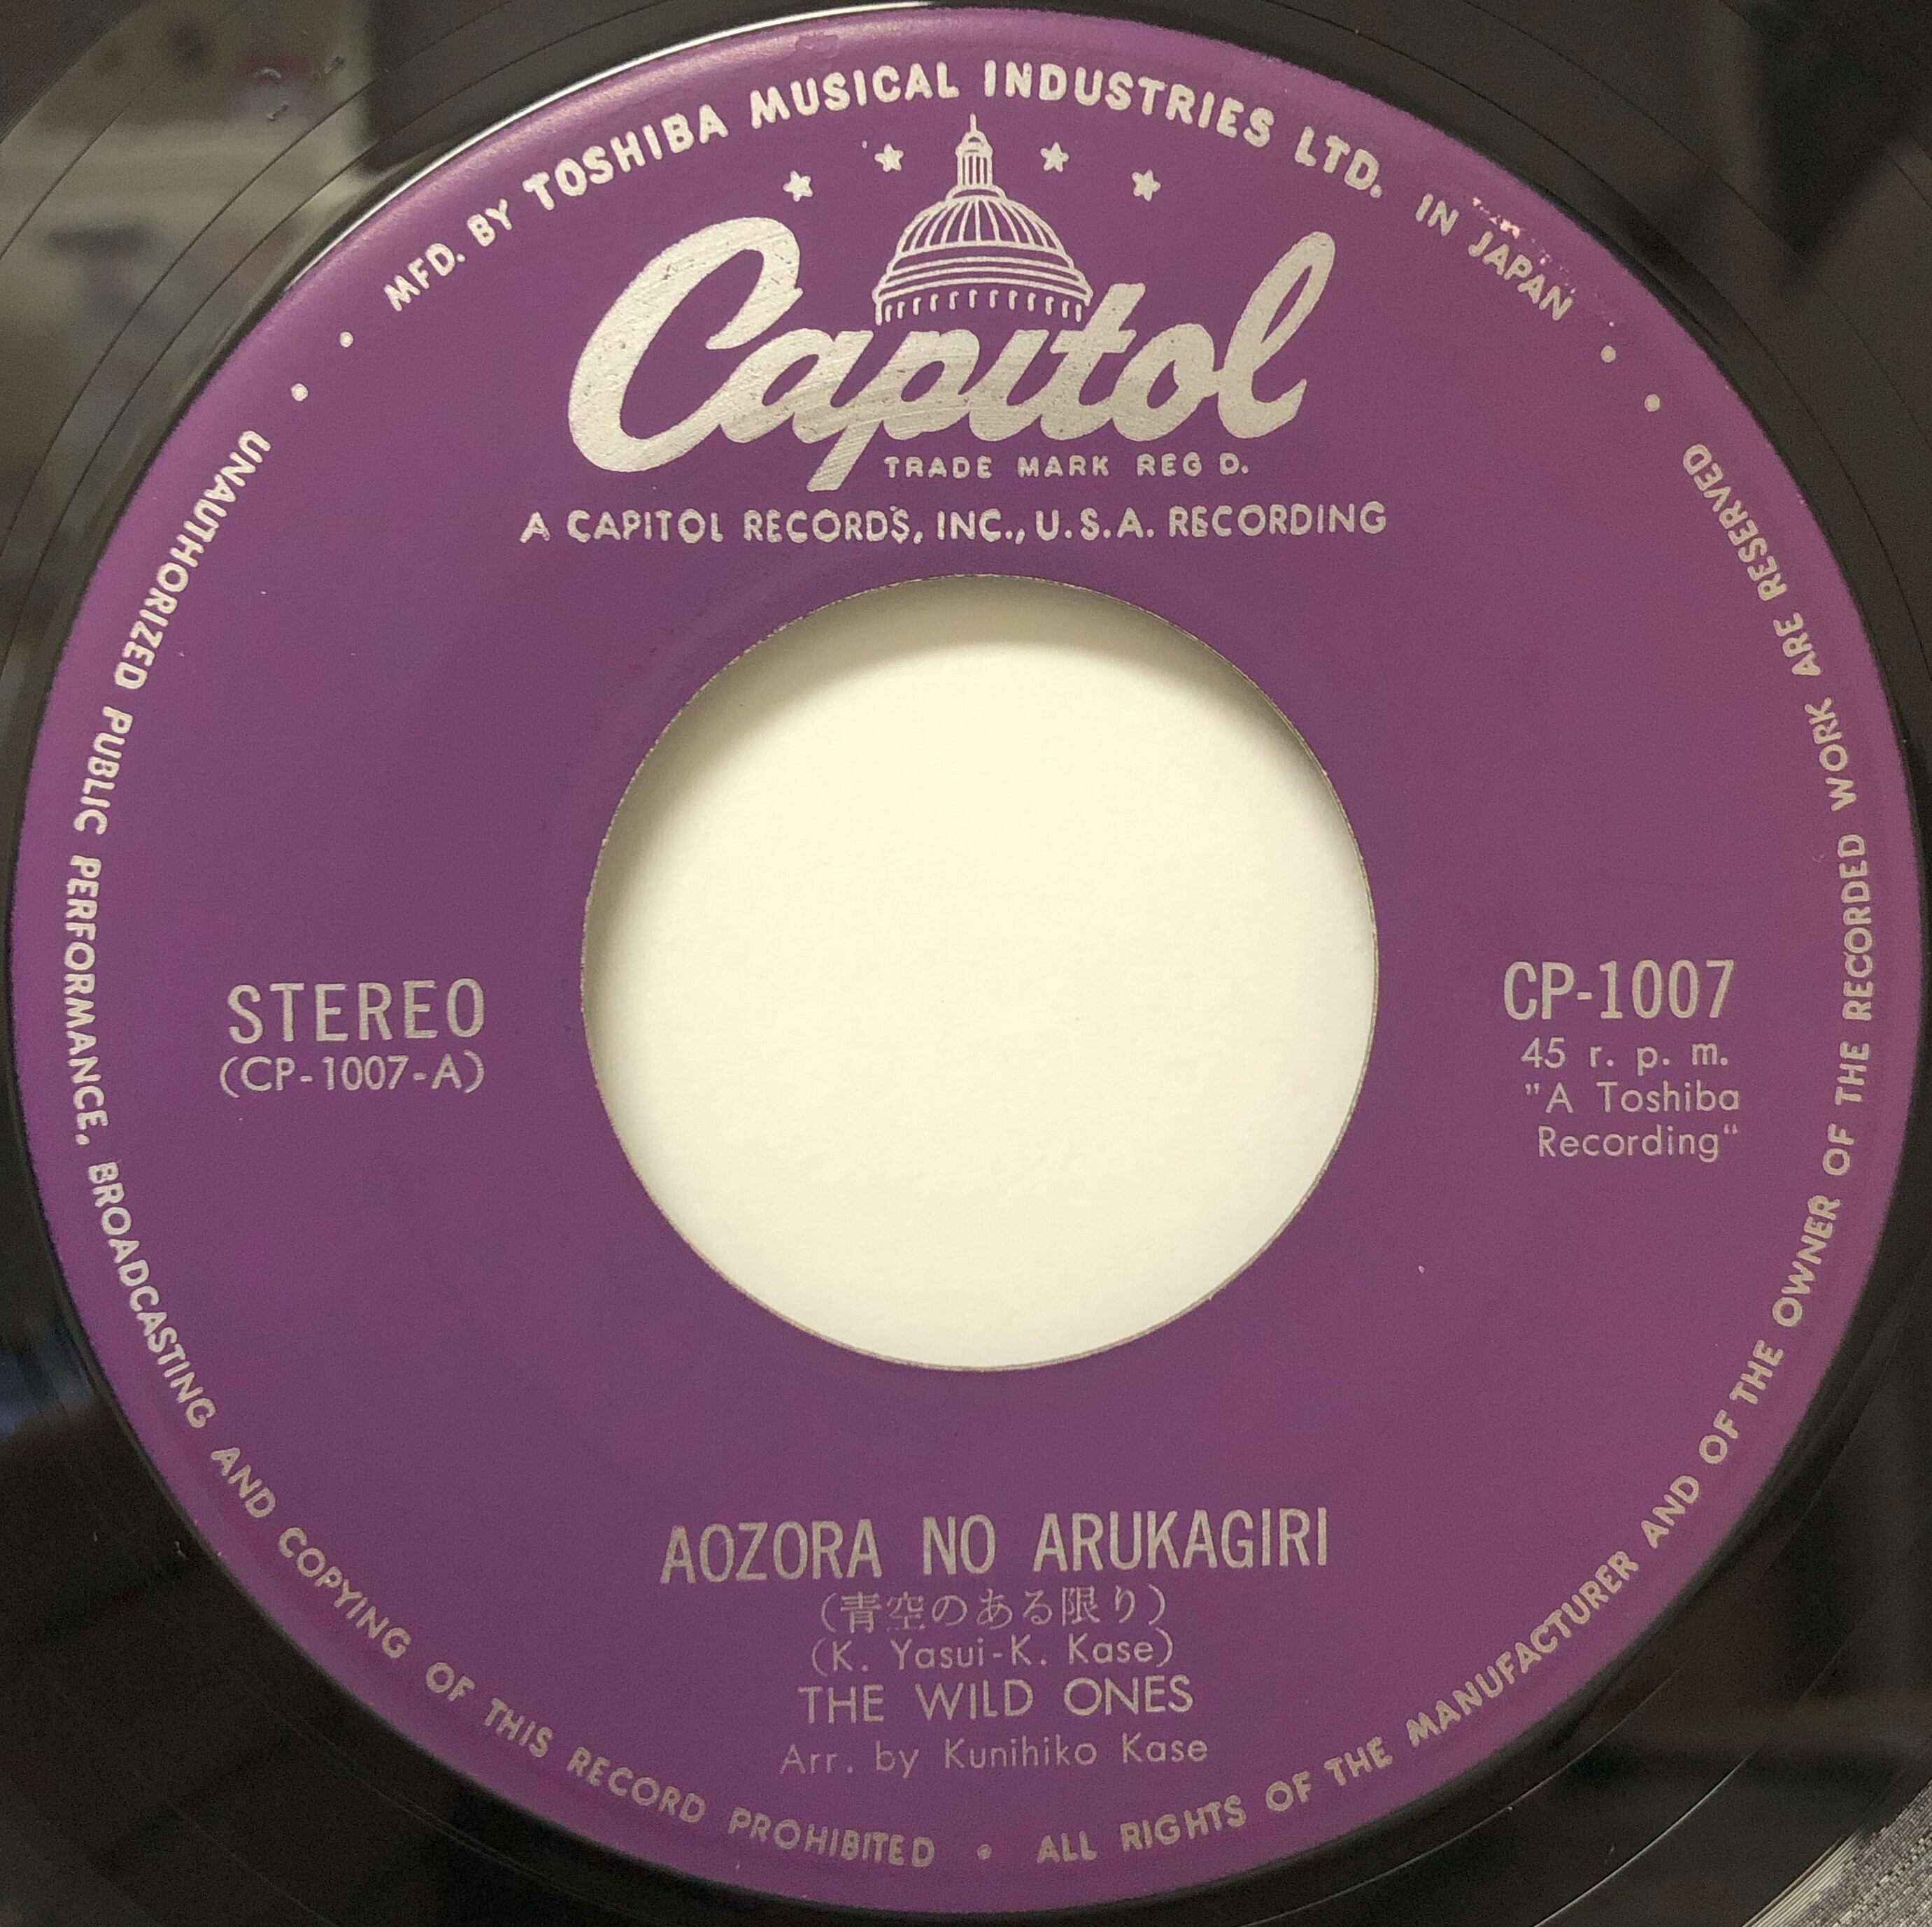 MFD. BY TOSHIBA MUSICAL INDUSTRIES LTD. IN JAPAN
Capitol
TRADE MARK REG D.
A CAPITOL RECORDS, INC., U.S.A. RECORDING
STEREO
(CP-1007-A)
CP-1007
45 r. p. m.
"A Toshiba
Recording"
AOZORA NO ARUKAGIRI
(青空のある限り)
(K. Yasui-K. Kase)
THE WILD ONES
Arr. by Kunihiko Kase
UNAUTHORIZED PUBLIC PERFORMANCE, BROADCASTING AND COPYING OF THIS RECORD PROHIBITED • ALL RIGHTS OF THE MANUFACTURER AND OF THE OWNER OF THE RECORDED WORK ARE RESERVED